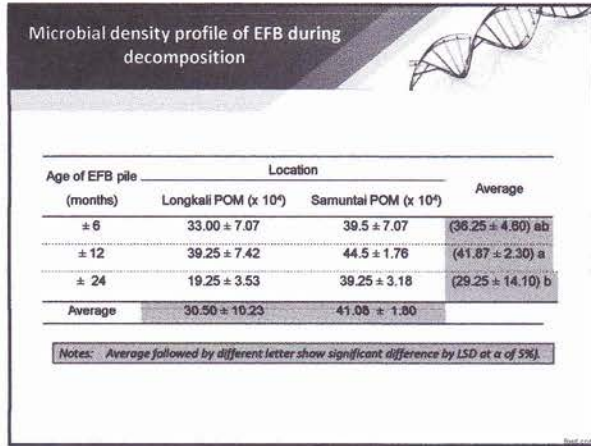 Microbial density profile of EFB during
decomposition
Age of EFB pile Location Average
(months) Longkali POM (x 10⁴) Samuntai POM (x 10⁴)
± 6 33.00 ± 7.07 39.5 ± 7.07 (36.25 ± 4.60) ab
± 12 39.25 ± 7.42 44.5 ± 1.76 (41.87 ± 2.30) a
± 24 19.25 ± 3.53 39.25 ± 3.18 (29.25 ± 14.10) b
Average 30.50 ± 10.23 41.08 ± 1.80
Notes: Average followed by different letter show significant difference by LSD at α of 5%).